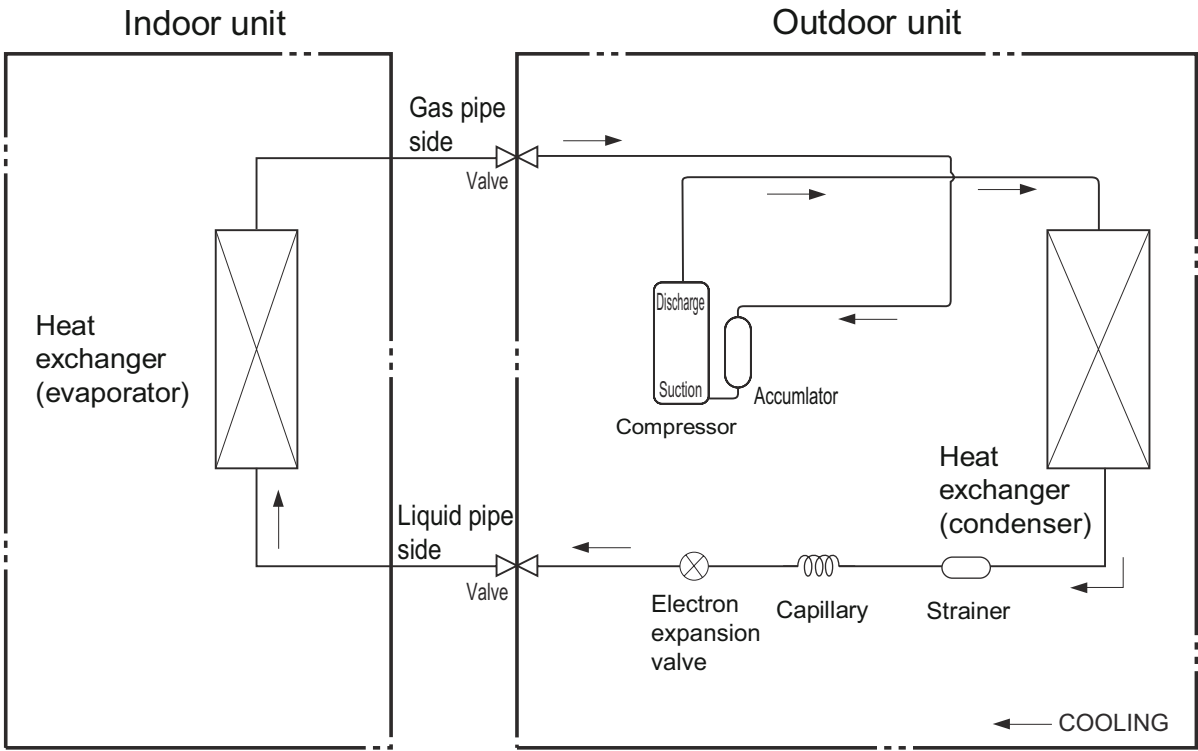 Indoor unit
Outdoor unit
Gas pipe
side
Valve
Discharge
Suction
Accumlator
Compressor
Heat
exchanger
(evaporator)
Heat
exchanger
(condenser)
Liquid pipe
side
Valve
Electron
expansion
valve
Capillary
Strainer
COOLING